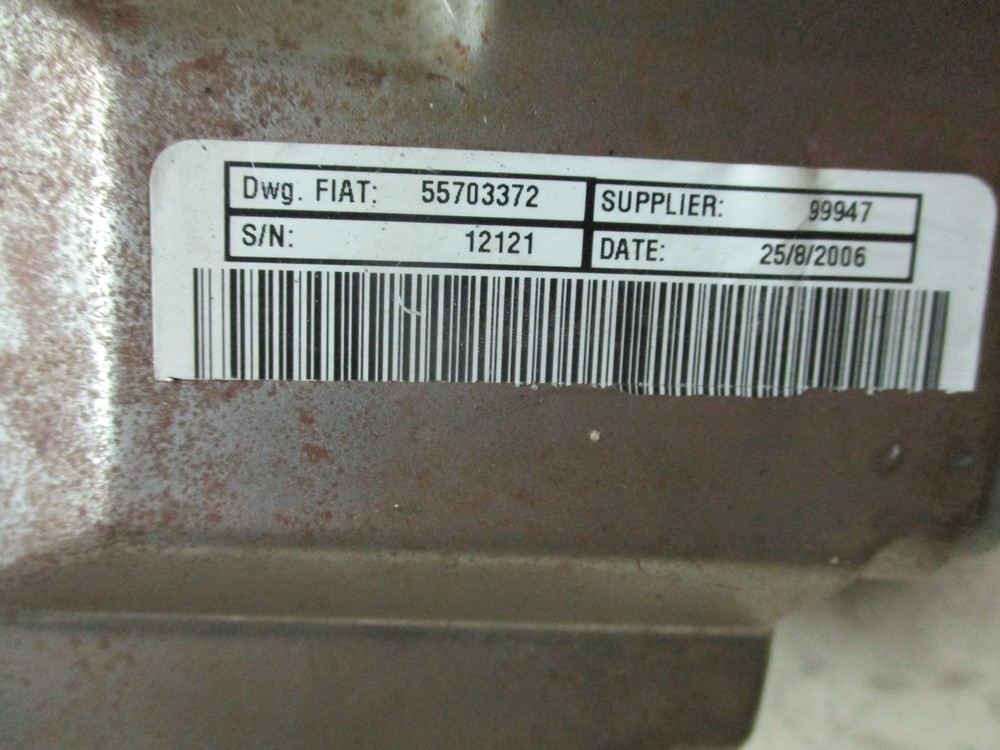 Dwg. FIAT: 55703372 SUPPLIER: 99947
S/N: 12121 DATE: 25/8/2006